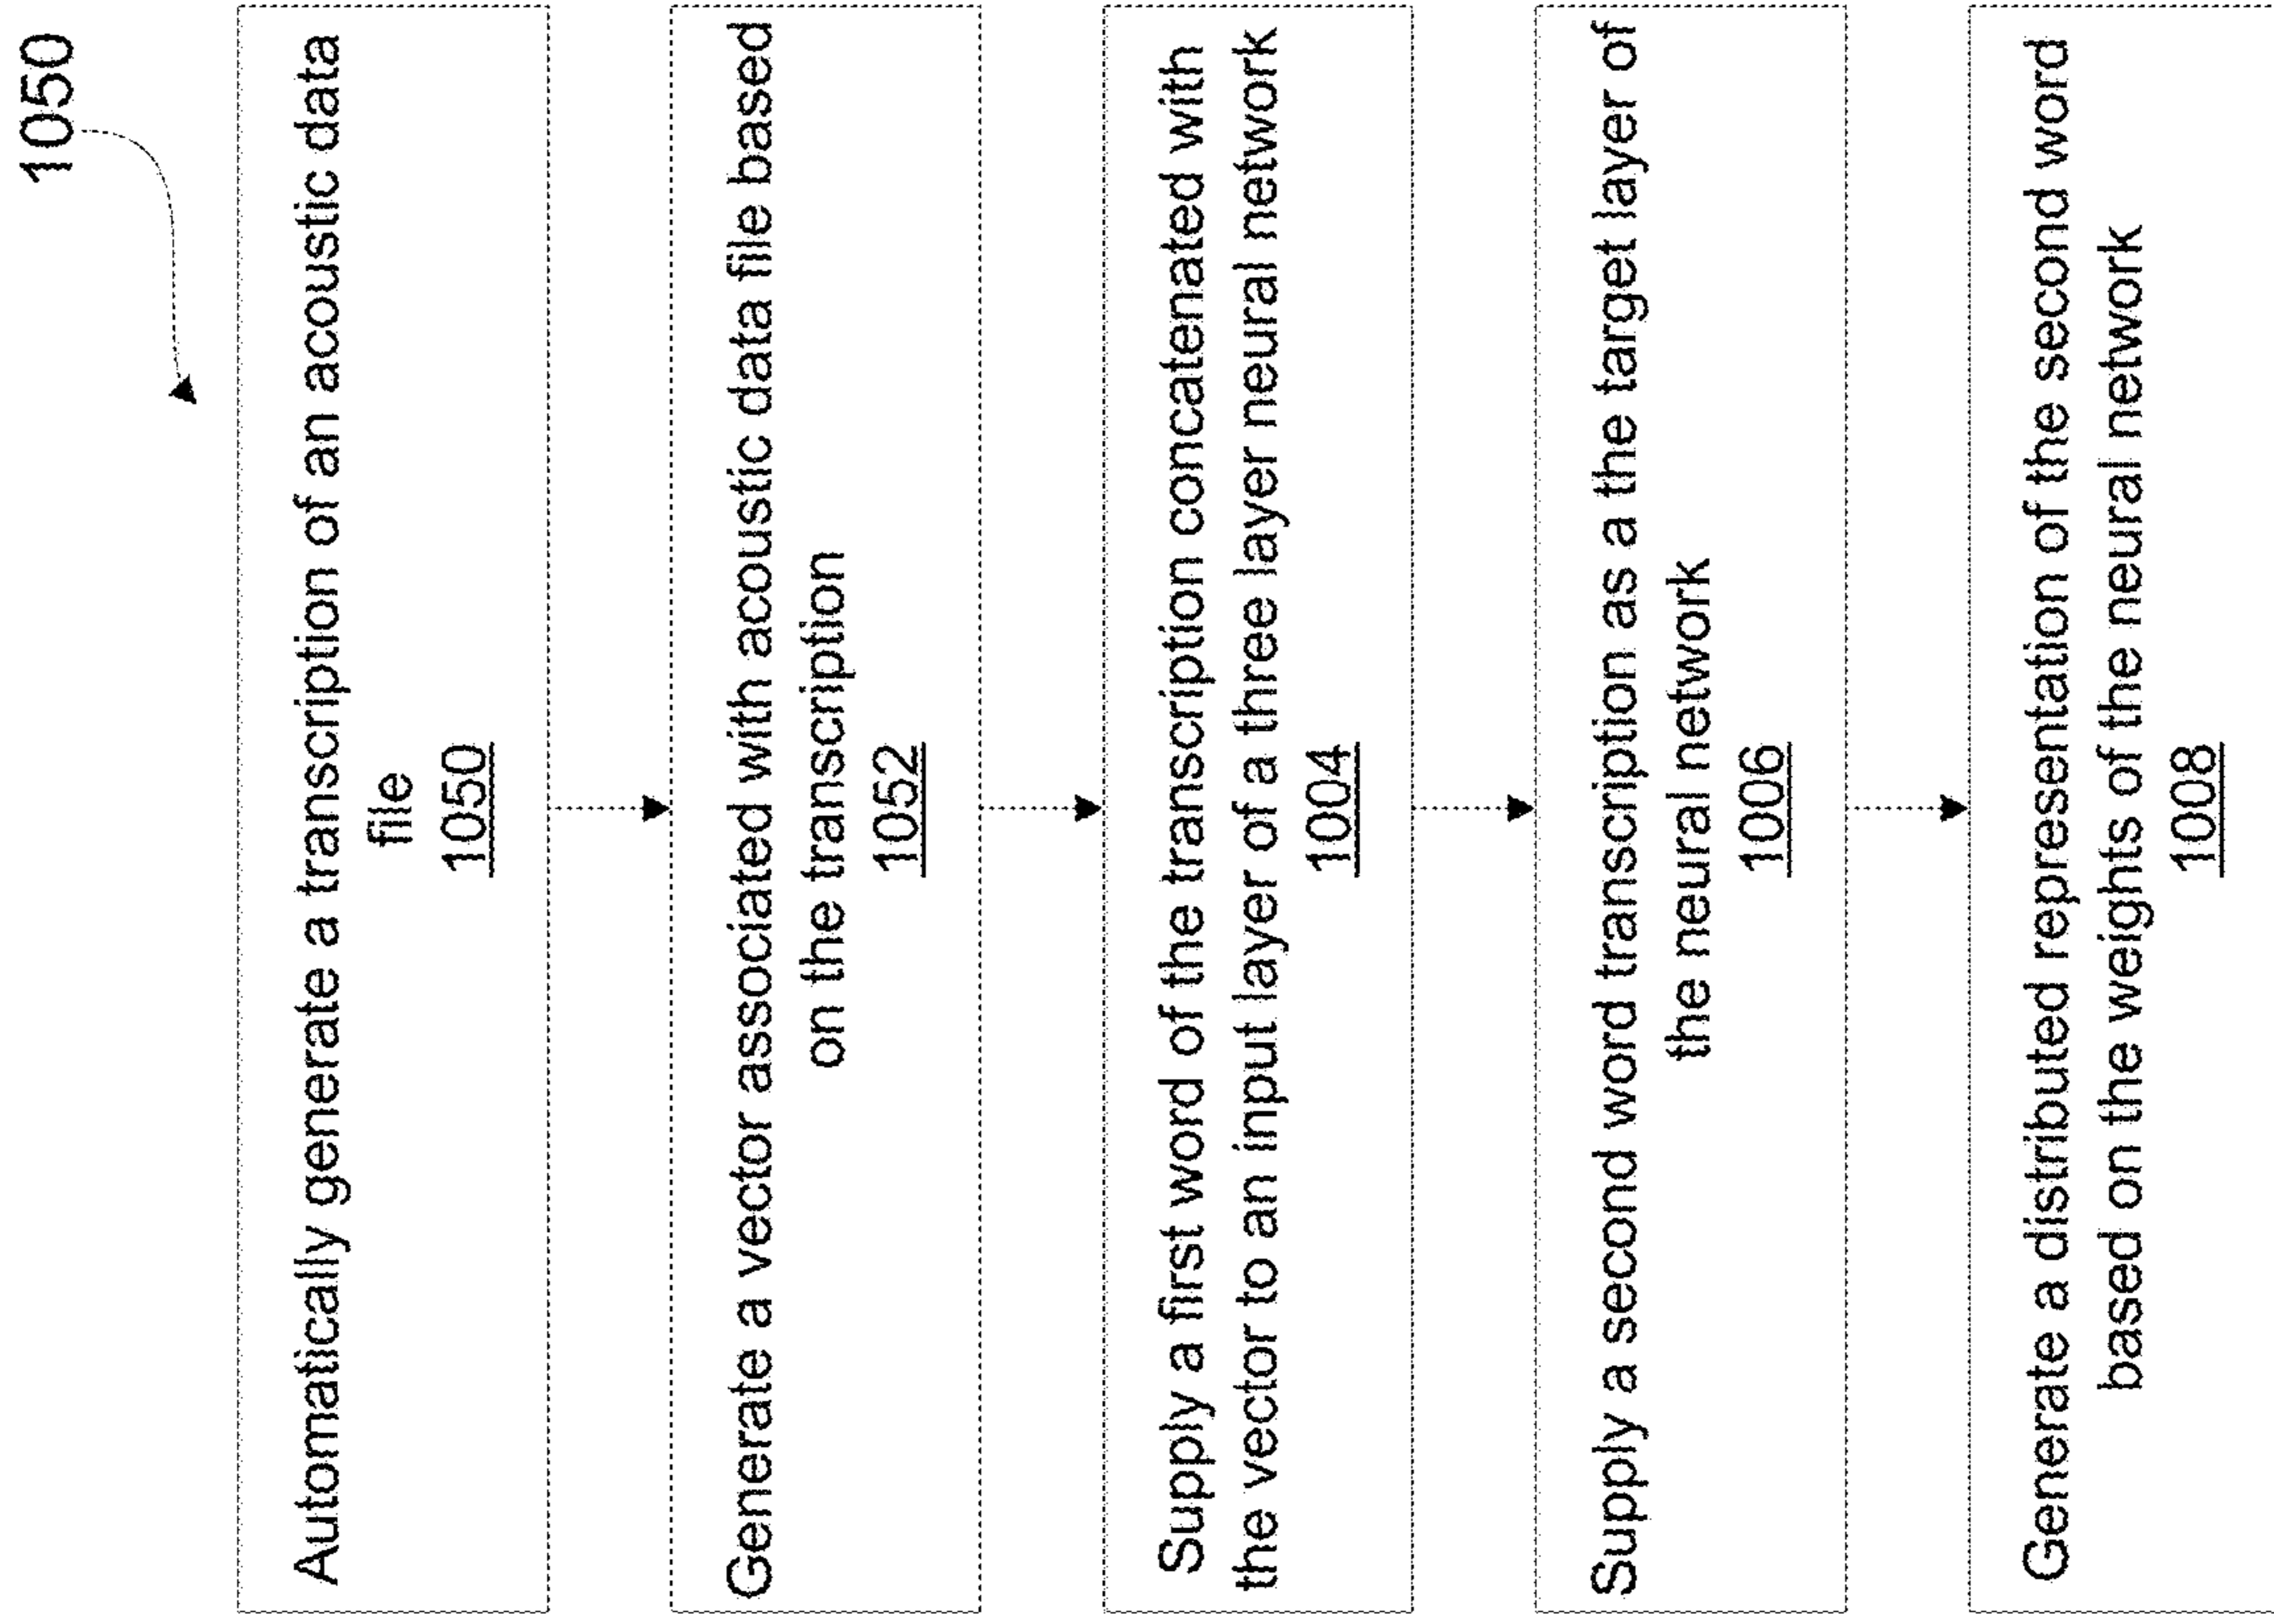 1050
Automatically generate a transcription of an acoustic data
file
1050
Generate a vector associated with acoustic data file based
on the transcription
1052
Supply a first word of the transcription concatenated with
the vector to an input layer of a three layer neural network
1004
Supply a second word transcription as a the target layer of
the neural network
1006
Generate a distributed representation of the second word
based on the weights of the neural network
1008